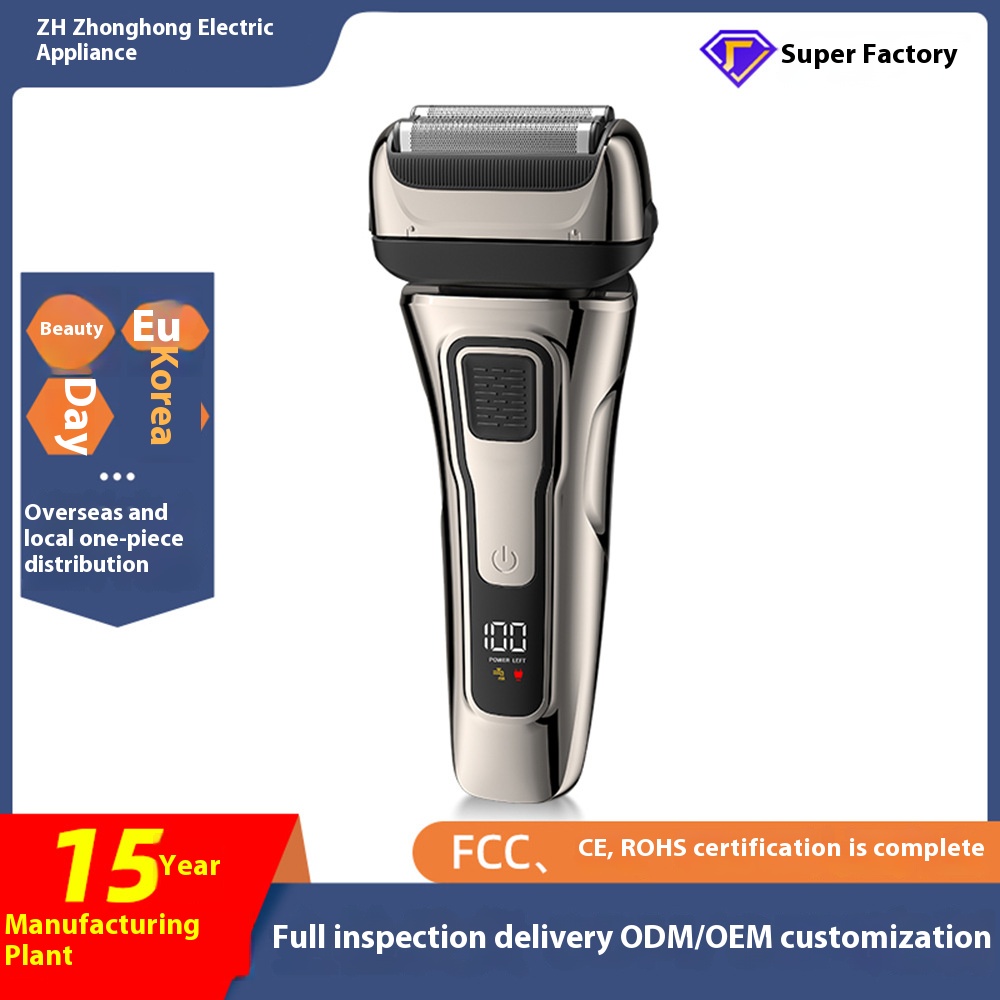 ZH Zhonghong Electric
Appliance
Super Factory
Beauty
Eu
Korea
Day
...
Overseas and
local one-piece
distribution
100
POWER LEFT
15 Year
Manufacturing
Plant
FCC、 CE, ROHS certification is complete
Full inspection delivery ODM/OEM customization